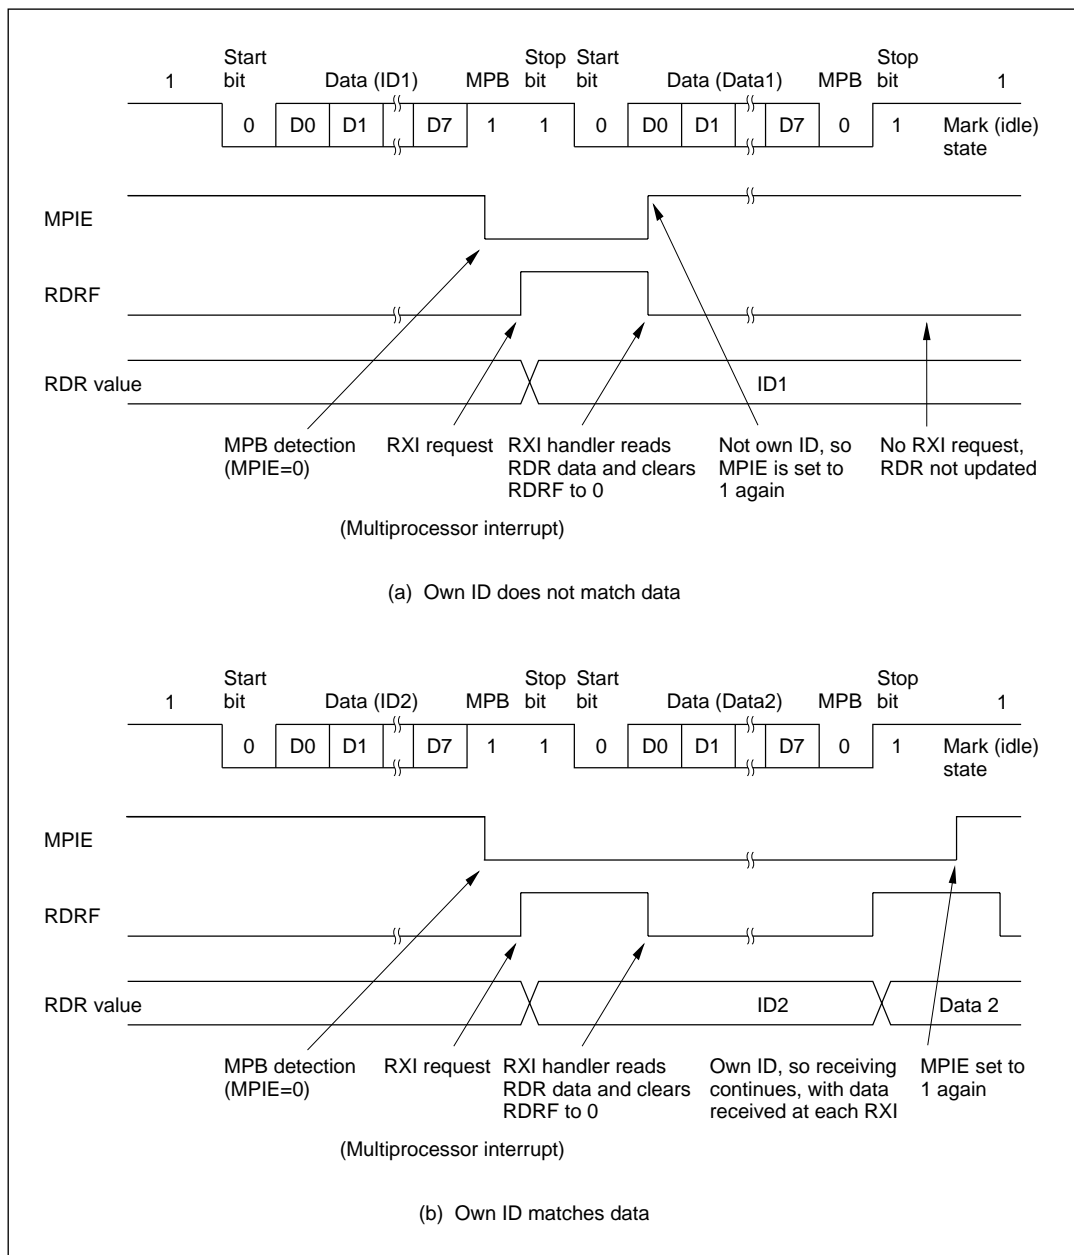 Start Stop Start Stop
1 bit Data (ID1) MPB bit bit Data (Data1) MPB bit 1
0 D0 D1 D7 1 1 0 D0 D1 D7 0 1 Mark (idle)
state
MPIE
RDRF
RDR value ID1
MPB detection RXI request RXI handler reads Not own ID, so No RXI request,
(MPIE=0) RDR data and clears MPIE is set to RDR not updated
RDRF to 0 1 again
(Multiprocessor interrupt)
(a) Own ID does not match data
Start Stop Start Stop
1 bit Data (ID2) MPB bit bit Data (Data2) MPB bit 1
0 D0 D1 D7 1 1 0 D0 D1 D7 0 1 Mark (idle)
state
MPIE
RDRF
RDR value ID2 Data 2
MPB detection RXI request RXI handler reads Own ID, so receiving MPIE set to
(MPIE=0) RDR data and clears continues, with data 1 again
RDRF to 0 received at each RXI
(Multiprocessor interrupt)
(b) Own ID matches data